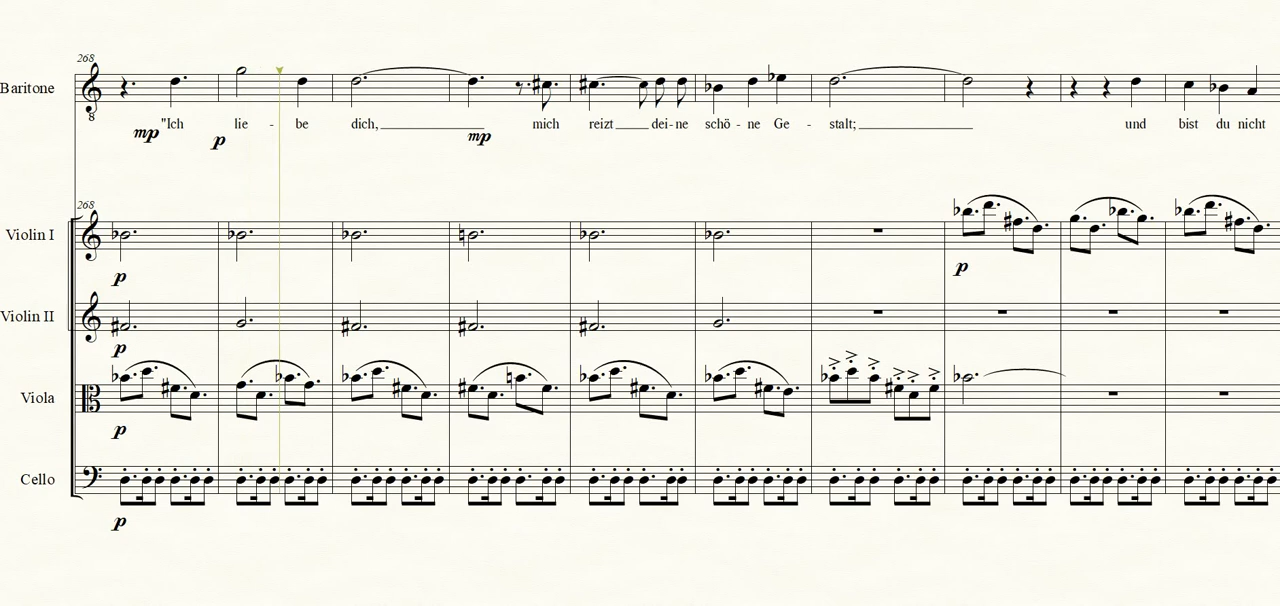 268
Baritone
mp "Ich lie - be dich, mich reizt dei - ne schö - ne Ge - stalt; und bist du nicht
p mp
268
Violin I
p p
Violin II
p
Viola
p
Cello
p